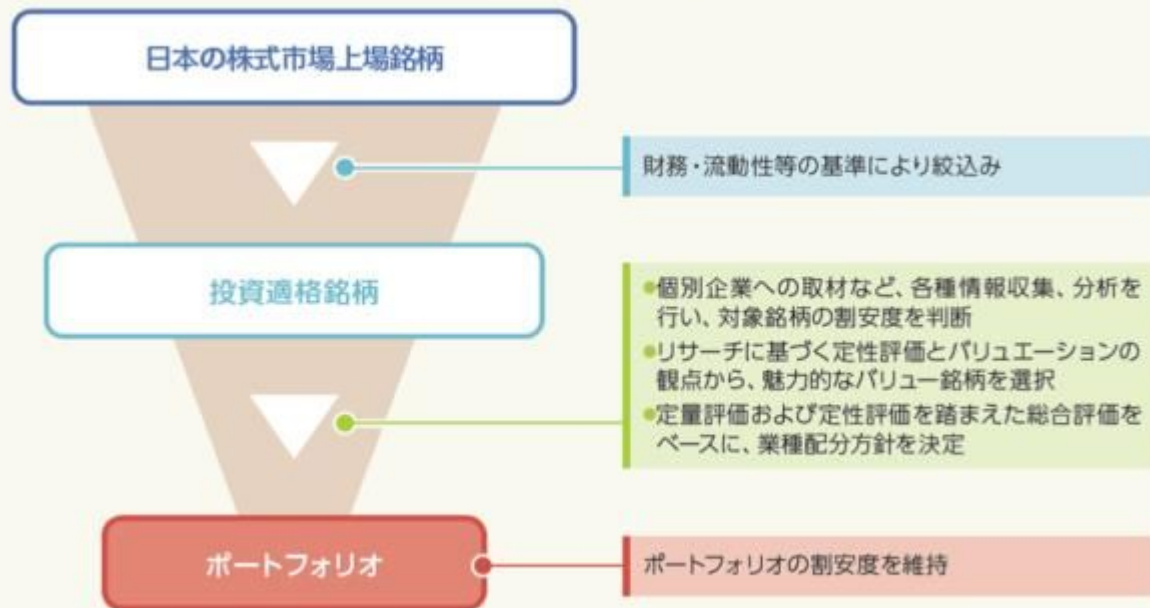 日本の株式市場上場銘柄
財務・流動性等の基準により絞込み
投資適格銘柄
●個別企業への取材など、各種情報収集、分析を
行い、対象銘柄の割安度を判断
●リサーチに基づく定性評価とバリュエーションの
観点から、魅力的なバリュー銘柄を選択
●定量評価および定性評価を踏まえた総合評価を
ベースに、業種配分方針を決定
ポートフォリオ
ポートフォリオの割安度を維持